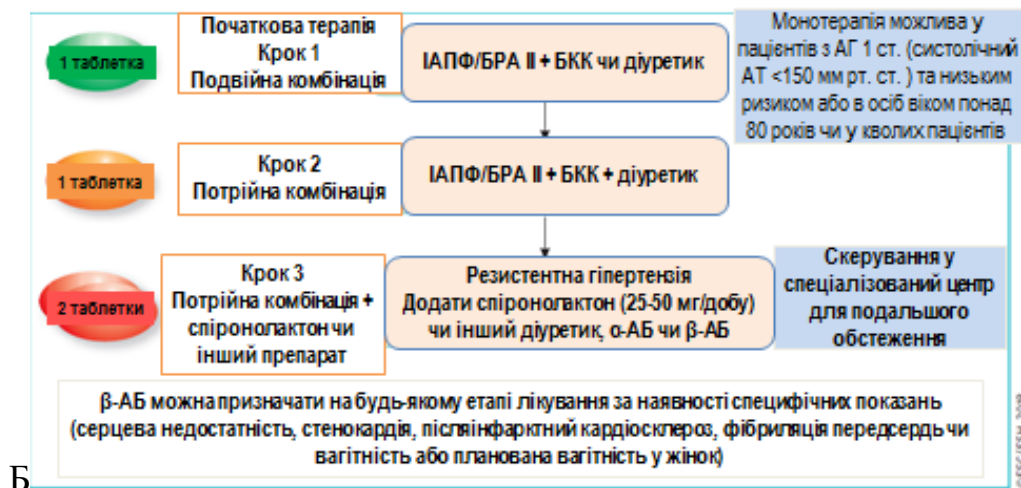 1 таблетка
Початкова терапія
Крок 1
Подвійна комбінація
ІАПФ/БРА ІІ + БКК чи діуретик
Монотерапія можлива у
пацієнтів з АГ 1 ст. (систолічний
АТ <150 мм рт. ст. ) та низьким
ризиком або в осіб віком понад
80 років чи у кволих пацієнтів
1 таблетка
Крок 2
Потрійна комбінація
ІАПФ/БРА ІІ + БКК + діуретик
2 таблетки
Крок 3
Потрійна комбінація +
спіронолактон чи
інший препарат
Резистентна гіпертензія
Додати спіронолактон (25-50 мг/добу)
чи інший діуретик, α-АБ чи β-АБ
Скерування у
спеціалізований центр
для подальшого
обстеження
β-АБ можна призначати на будь-якому етапі лікування за наявності специфічних показань
(серцева недостатність, стенокардія, післяінфарктний кардіосклероз, фібриляція передсердь чи
вагітність або планована вагітність у жінок)
Б